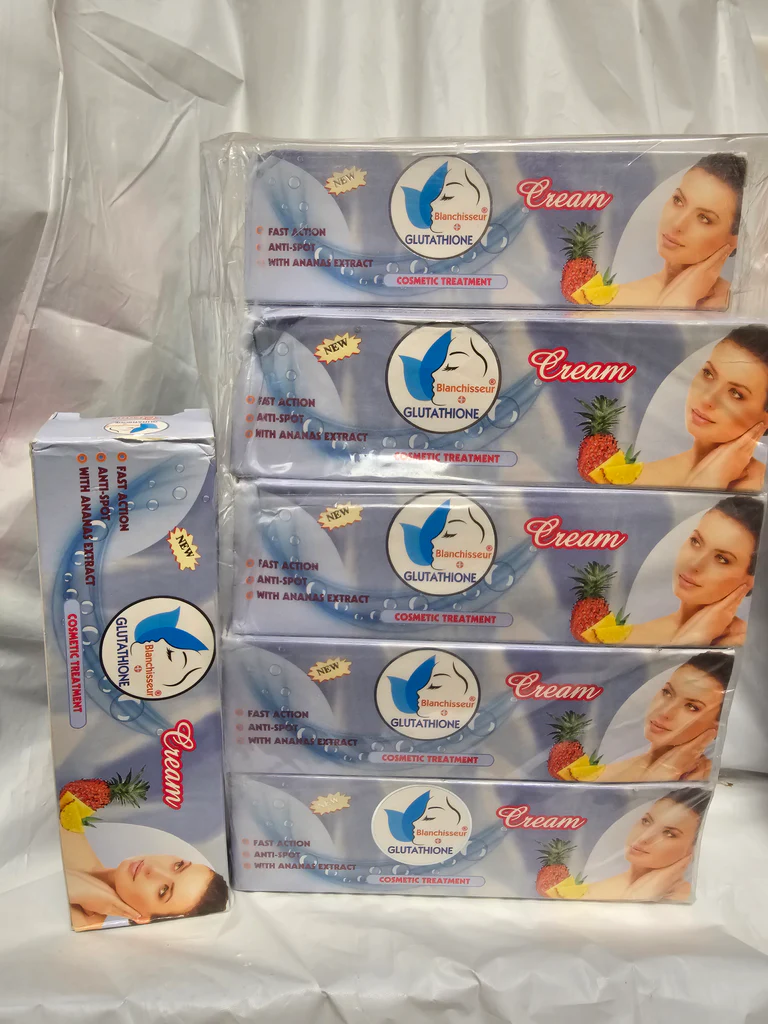 NEW
Blanchisseur®
GLUTATHIONE
Cream
FAST ACTION
ANTI-SPOT
WITH ANANAS EXTRACT
COSMETIC TREATMENT
NEW
Blanchisseur®
GLUTATHIONE
Cream
FAST ACTION
ANTI-SPOT
WITH ANANAS EXTRACT
COSMETIC TREATMENT
NEW
Blanchisseur®
GLUTATHIONE
Cream
FAST ACTION
ANTI-SPOT
WITH ANANAS EXTRACT
COSMETIC TREATMENT
NEW
Blanchisseur®
GLUTATHIONE
Cream
FAST ACTION
ANTI-SPOT
WITH ANANAS EXTRACT
COSMETIC TREATMENT
NEW
Blanchisseur®
GLUTATHIONE
Cream
FAST ACTION
ANTI-SPOT
WITH ANANAS EXTRACT
COSMETIC TREATMENT
FAST ACTION
ANTI-SPOT
WITH ANANAS EXTRACT
NEW
Blanchisseur®
GLUTATHIONE
COSMETIC TREATMENT
Cream